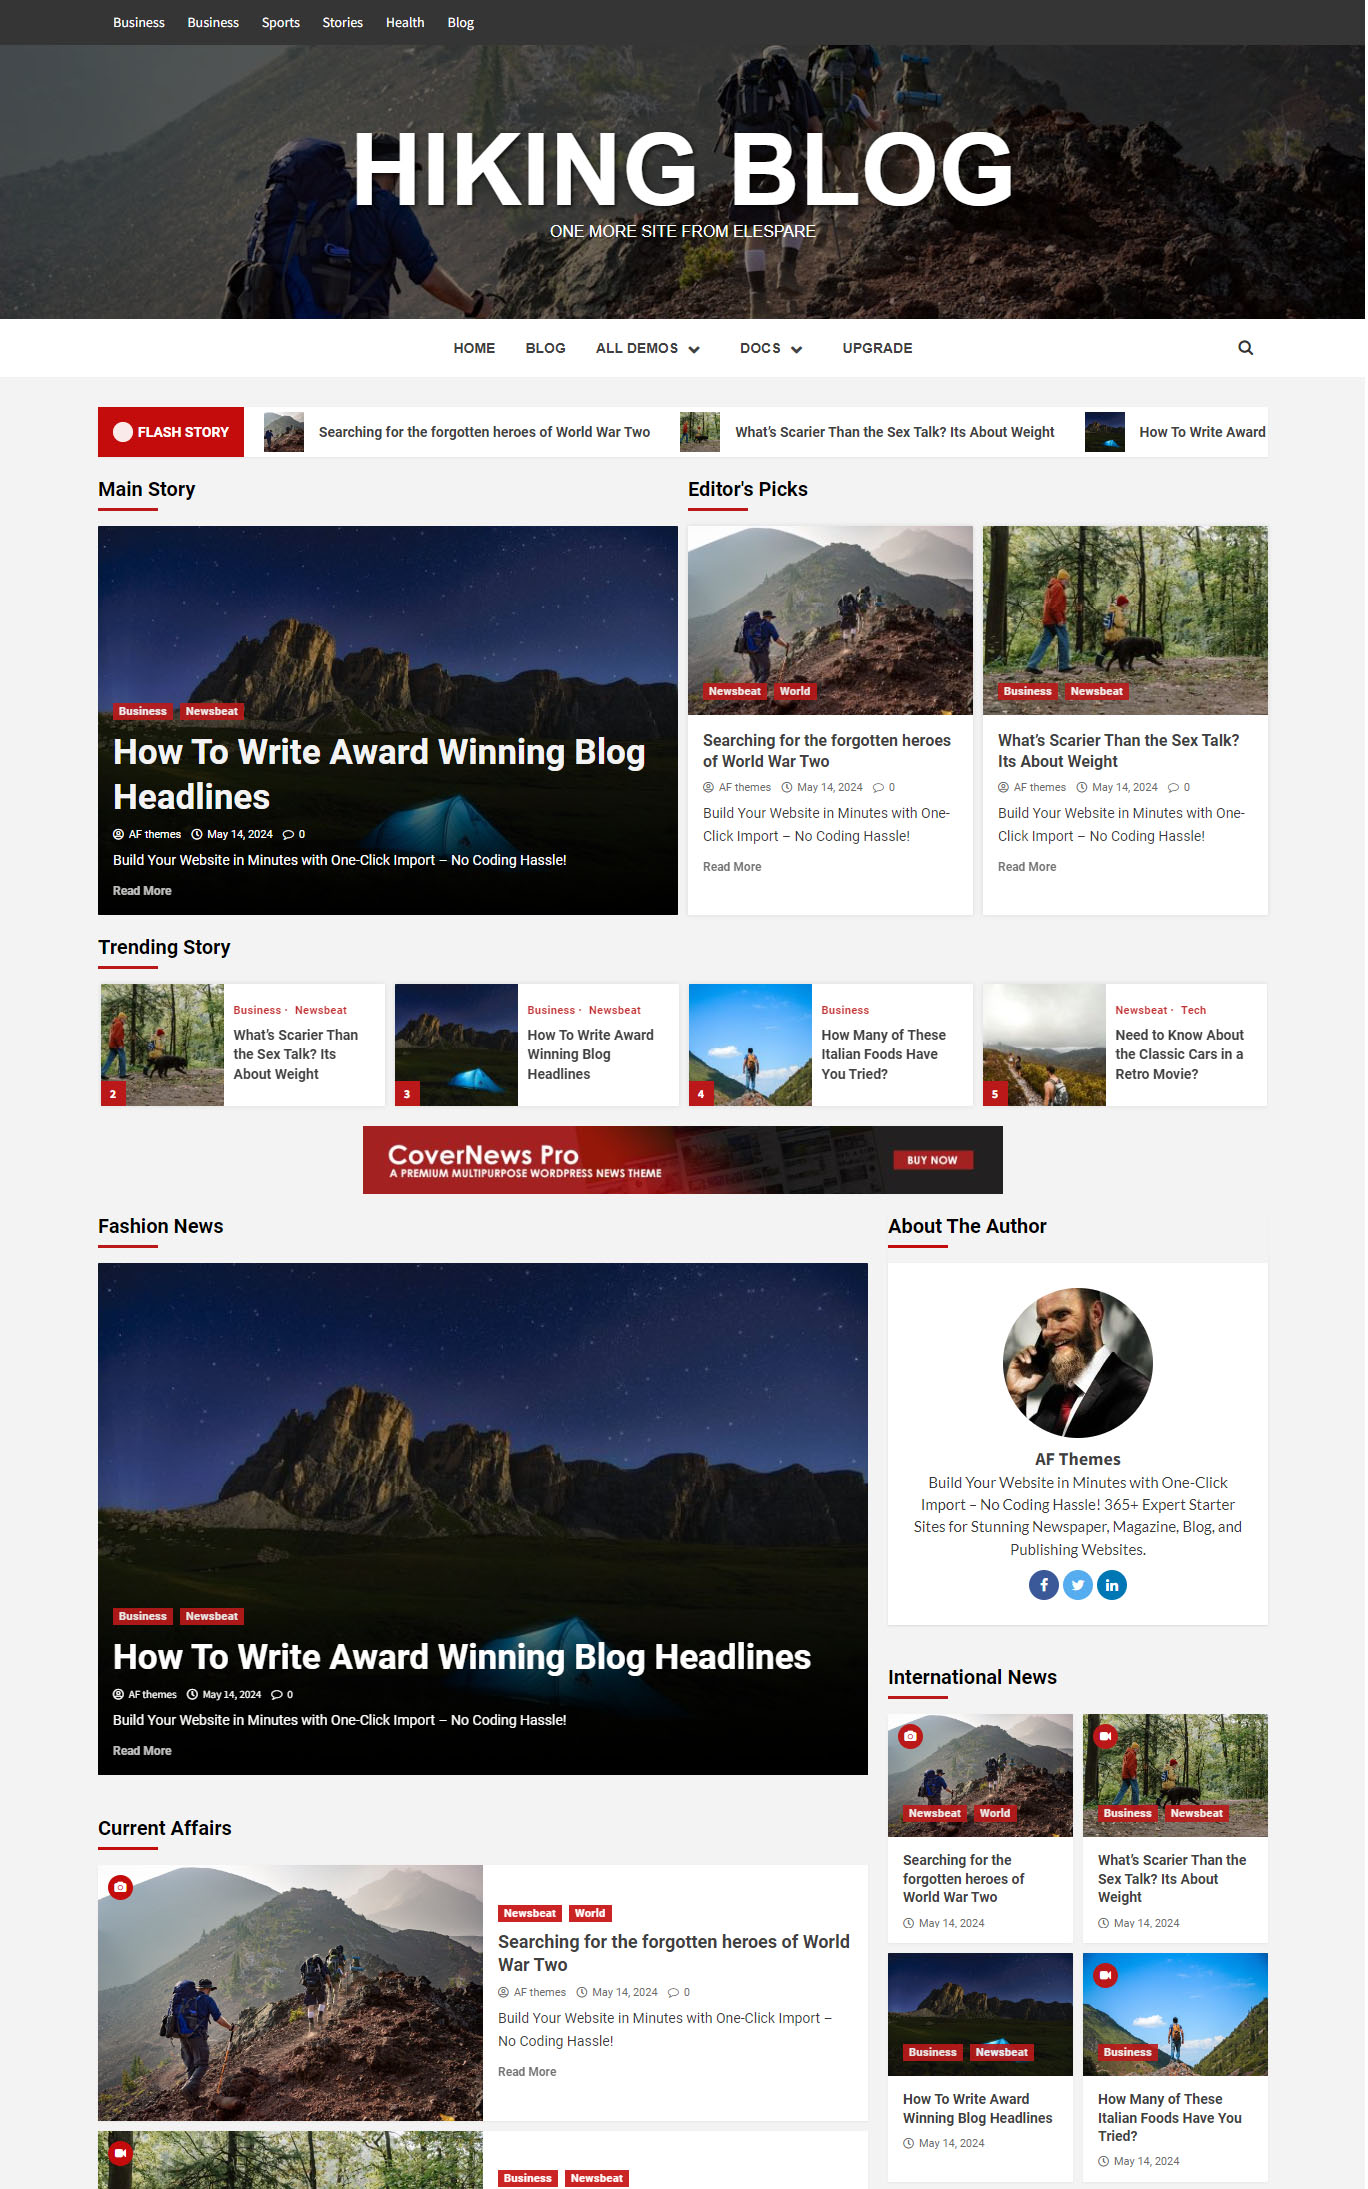 Business Business Sports Stories Health Blog
HIKING BLOG
ONE MORE SITE FROM ELESPARE
HOME BLOG ALL DEMOS DOCS UPGRADE
FLASH STORY
Searching for the forgotten heroes of World War Two
What's Scarier Than the Sex Talk? Its About Weight
How To Write Award
Main Story
Business Newsbeat
How To Write Award Winning Blog
Headlines
AF themes May 14, 2024 0
Build Your Website in Minutes with One-Click Import – No Coding Hassle!
Read More
Editor's Picks
Newsbeat World
Searching for the forgotten heroes
of World War Two
AF themes May 14, 2024 0
Build Your Website in Minutes with One-
Click Import – No Coding Hassle!
Read More
Business Newsbeat
What's Scarier Than the Sex Talk?
Its About Weight
AF themes May 14, 2024 0
Build Your Website in Minutes with One-
Click Import – No Coding Hassle!
Read More
Trending Story
2
Business · Newsbeat
What's Scarier Than
the Sex Talk? Its
About Weight
3
Business · Newsbeat
How To Write Award
Winning Blog
Headlines
4
Business
How Many of These
Italian Foods Have
You Tried?
5
Newsbeat · Tech
Need to Know About
the Classic Cars in a
Retro Movie?
CoverNews Pro
A PREMIUM MULTIPURPOSE WORDPRESS NEWS THEME
BUY NOW
Fashion News
Business Newsbeat
How To Write Award Winning Blog Headlines
AF themes May 14, 2024 0
Build Your Website in Minutes with One-Click Import – No Coding Hassle!
Read More
About The Author
AF Themes
Build Your Website in Minutes with One-Click
Import – No Coding Hassle! 365+ Expert Starter
Sites for Stunning Newspaper, Magazine, Blog, and
Publishing Websites.
Current Affairs
Newsbeat World
Searching for the forgotten heroes of World
War Two
AF themes May 14, 2024 0
Build Your Website in Minutes with One-Click Import –
No Coding Hassle!
Read More
Business Newsbeat
International News
Newsbeat World
Searching for the
forgotten heroes of
World War Two
May 14, 2024
Business Newsbeat
What's Scarier Than the
Sex Talk? Its About
Weight
May 14, 2024
Business Newsbeat
How To Write Award
Winning Blog Headlines
May 14, 2024
Business
How Many of These
Italian Foods Have You
Tried?
May 14, 2024